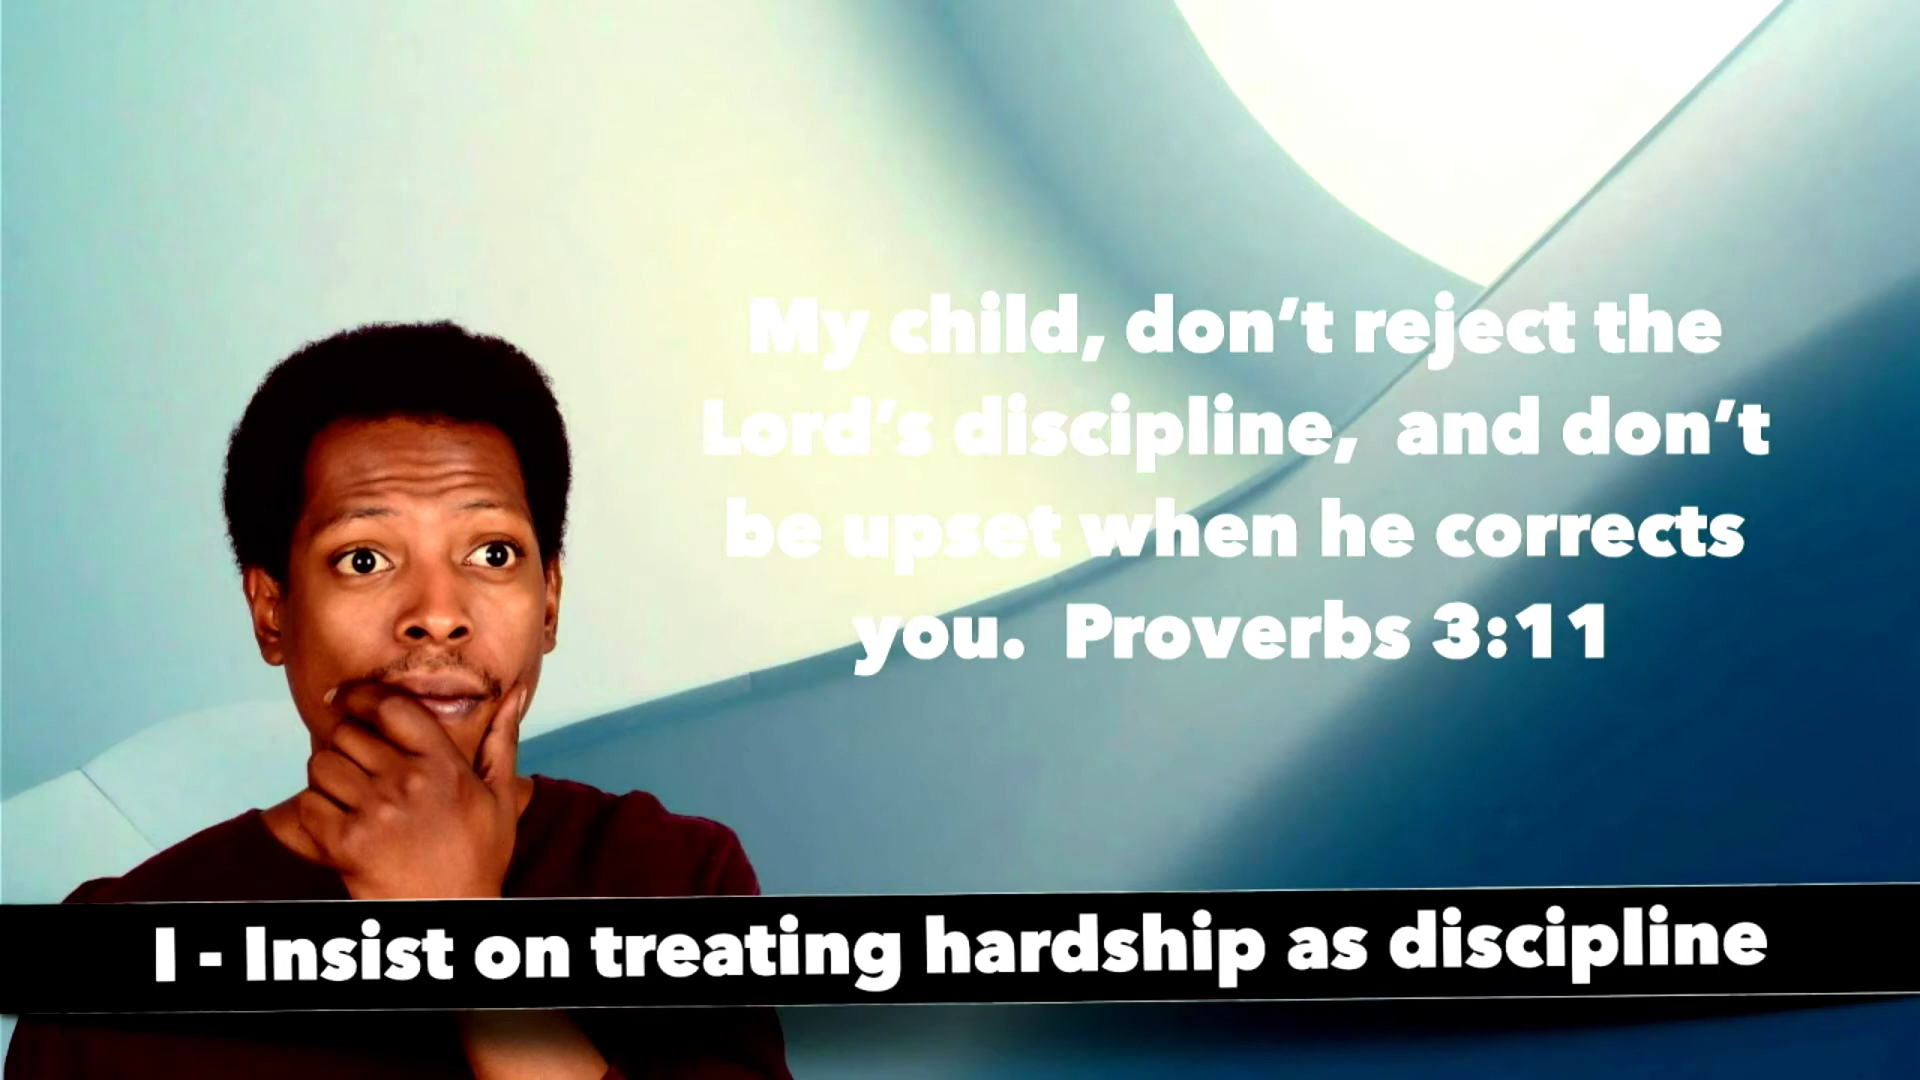 My child, don’t reject the
Lord’s discipline,  and don’t
be upset when he corrects
you.  Proverbs 3:11
I - Insist on treating hardship as discipline